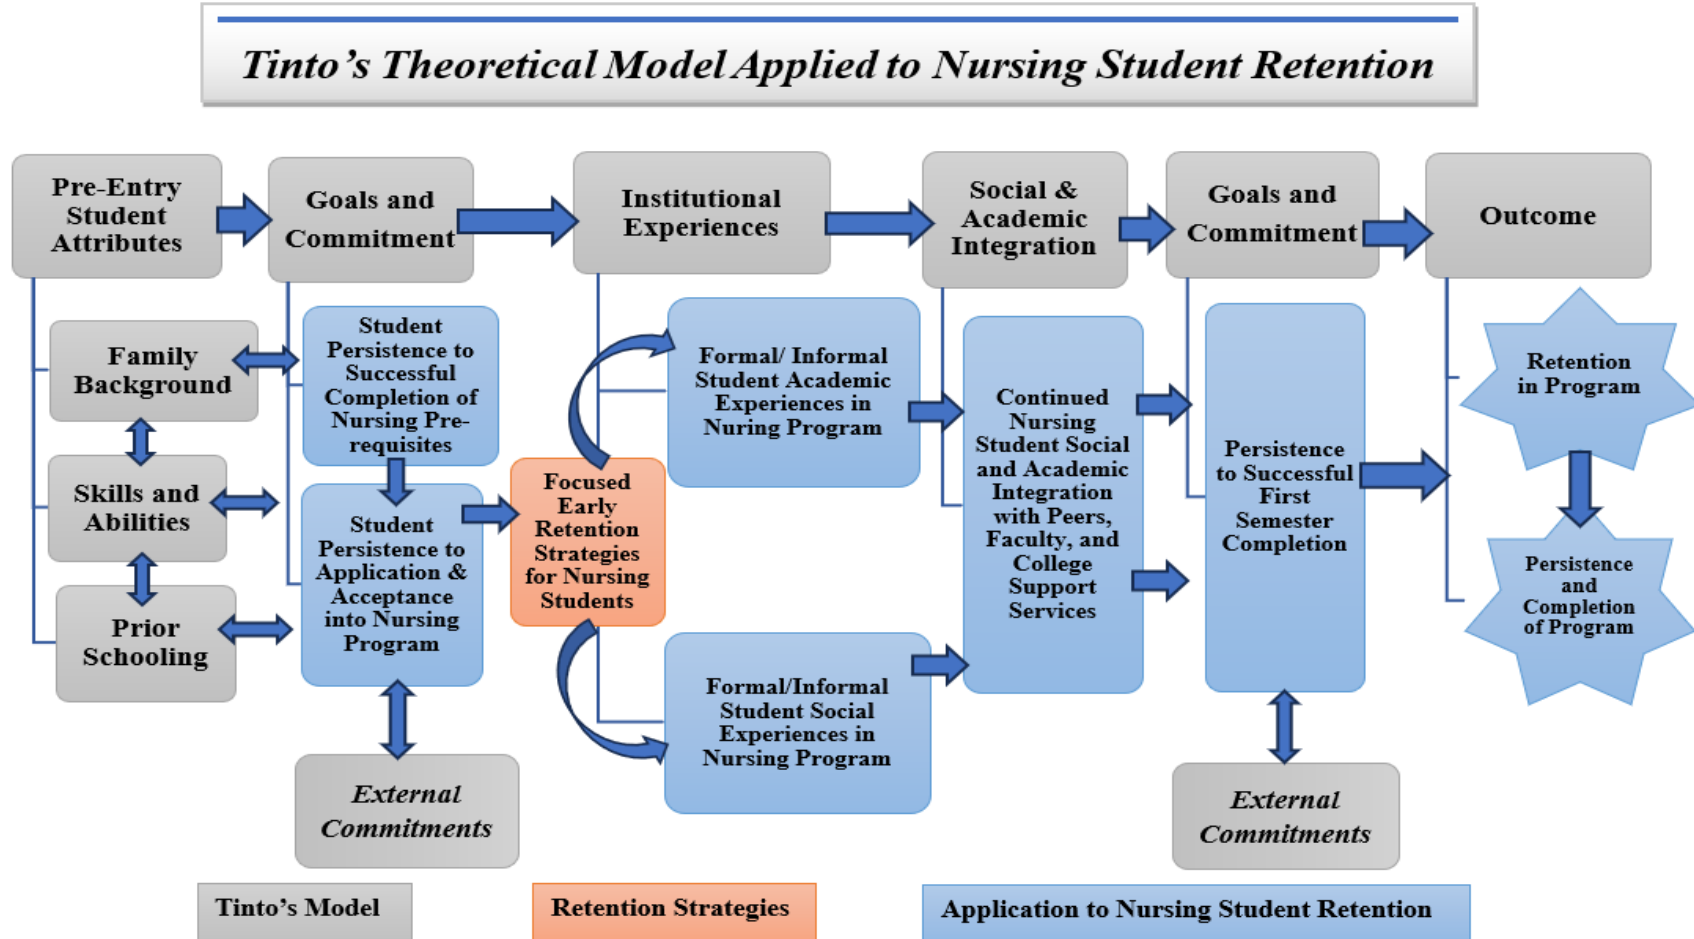 Tinto's Theoretical Model Applied to Nursing Student Retention
Pre-Entry
Student
Attributes
Goals and
Commitment
Institutional
Experiences
Social &
Academic
Integration
Goals and
Commitment
Outcome
Family
Background
Skills and
Abilities
Prior
Schooling
Student
Persistence to
Successful
Completion of
Nursing Pre-
requisites
Student
Persistence to
Application &
Acceptance
into Nursing
Program
External
Commitments
Focused
Early
Retention
Strategies
for Nursing
Students
Formal/ Informal
Student Academic
Experiences in
Nuring Program
Formal/Informal
Student Social
Experiences in
Nursing Program
Continued
Nursing
Student Social
and Academic
Integration
with Peers,
Faculty, and
College
Support
Services
Persistence
to Successful
First
Semester
Completion
External
Commitments
Retention
in Program
Persistence
and
Completion
of Program
Tinto's Model
Retention Strategies
Application to Nursing Student Retention